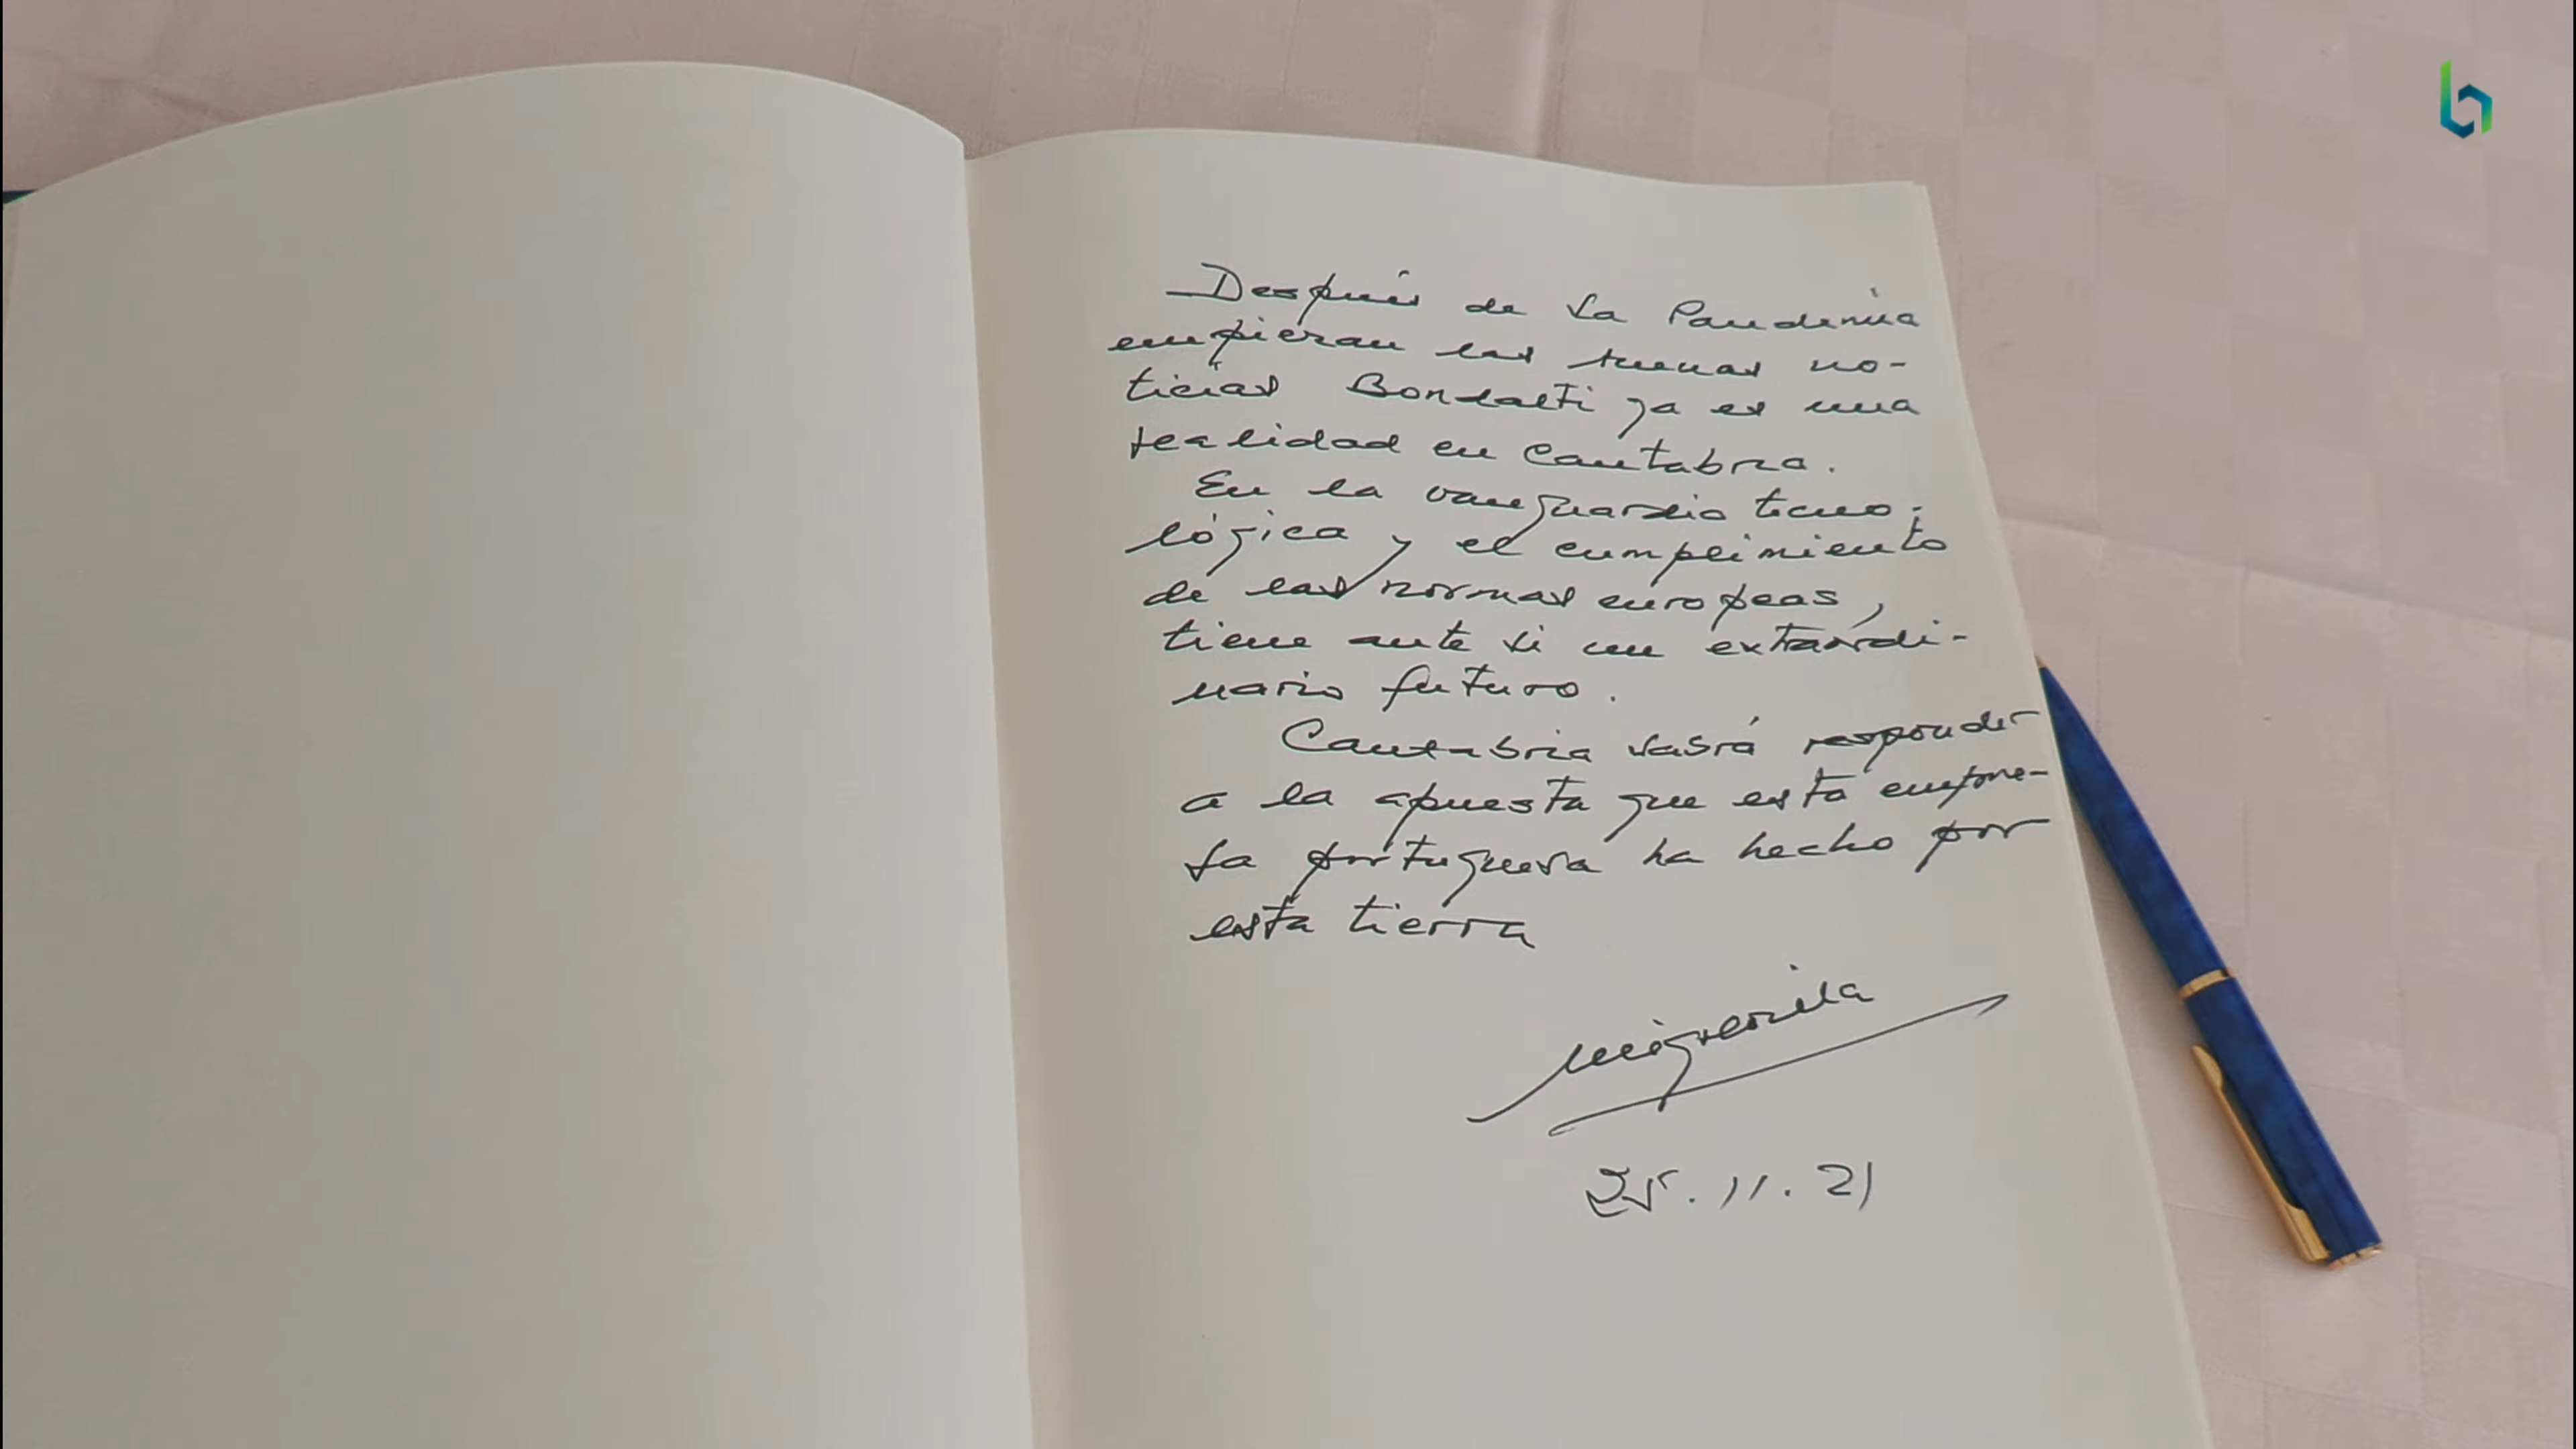 Después de la Pandemia
empiezan las buenas no-
ticias Bondalti ya es una
realidad en Cantabria.
En la vanguardia tecno-
lógica y el cumplimiento
de las normas europeas,
tiene ante si un extraordi-
nario futuro.
Cantabria sabrá responder
a la apuesta que esta empre-
sa portuguesa ha hecho por
esta tierra
25.11.21